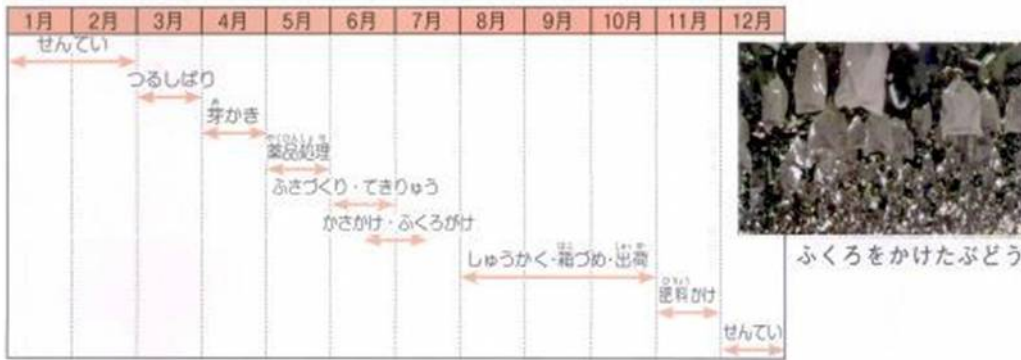 1月 2月 3月 4月 5月 6月 7月 8月 9月 10月 11月 12月
せんてい
つるしばり
芽かき
薬品処理
ふさづくり・てきりゅう
かさかけ・ふくろがけ
しゅうかく・箱づめ・出荷
肥料がけ
せんてい
ふくろをかけたぶどう